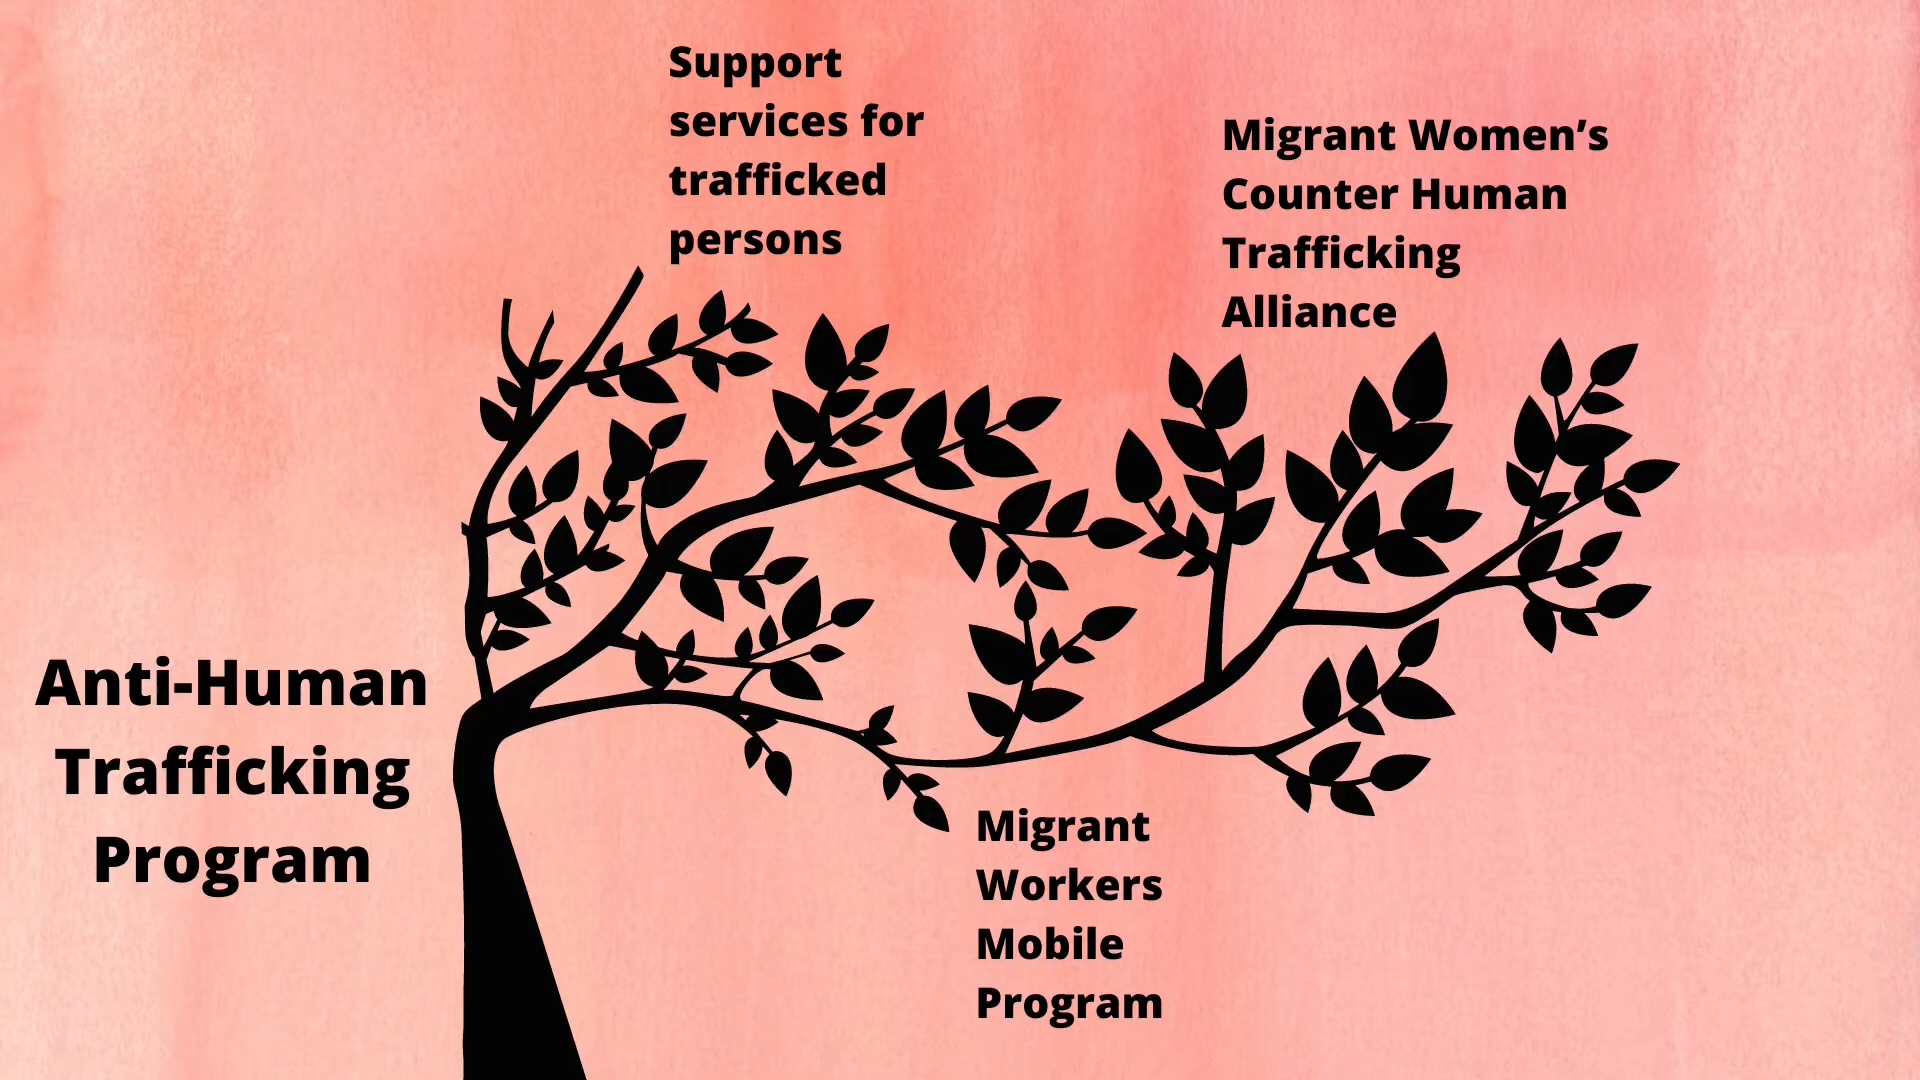 Support
services for
trafficked
persons
Migrant Women’s
Counter Human
Trafficking
Alliance
Anti-Human
Trafficking
Program
Migrant
Workers
Mobile
Program